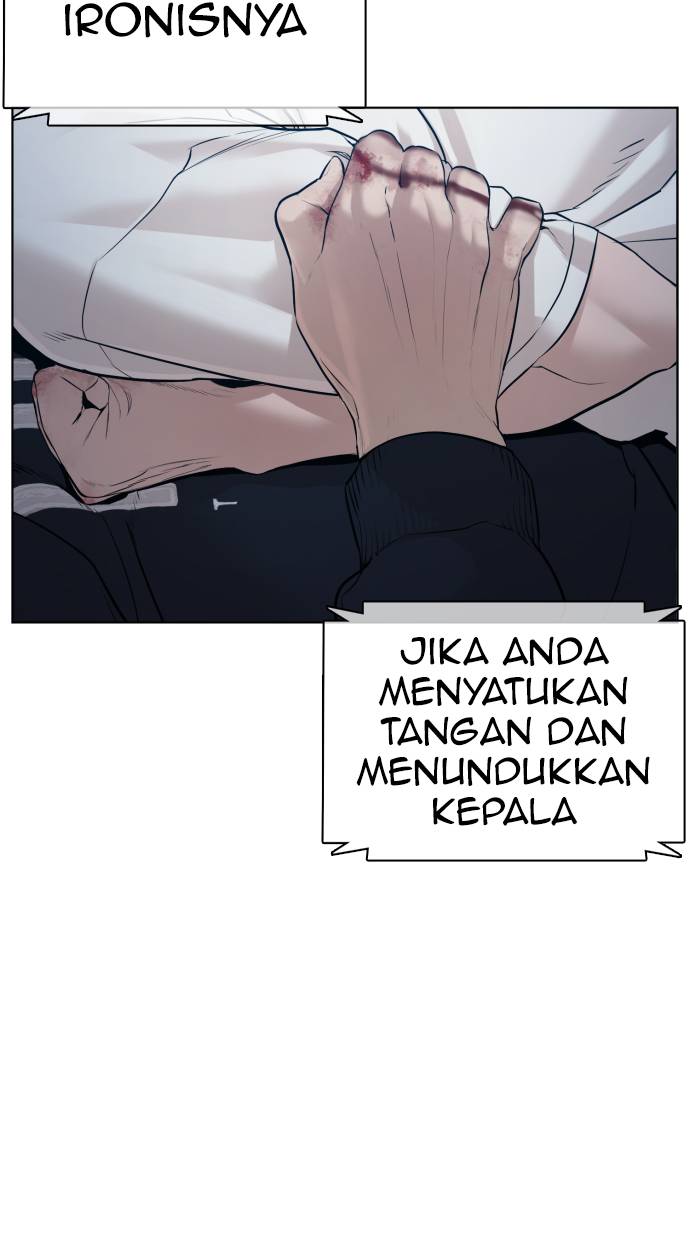 IRONISNYA
JIKA ANDA
MENYATUKAN
TANGAN DAN
MENUNDUKKAN
KEPALA